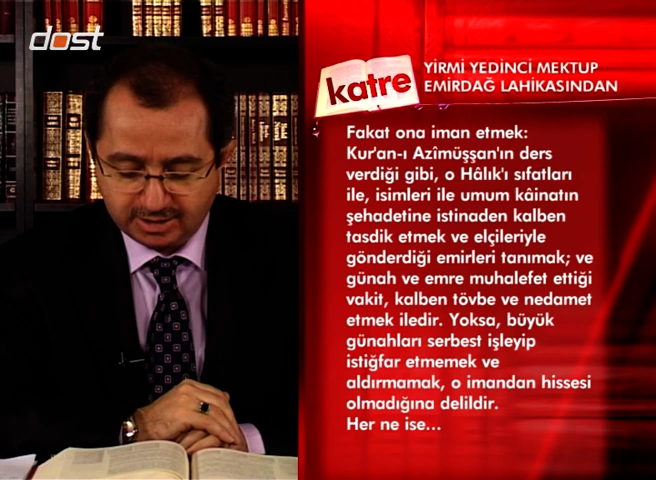 dost
katre
YİRMİ YEDİNCİ MEKTUP
EMİRDAĞ LAHİKASINDAN
Fakat ona iman etmek:
Kur'an-ı Azîmüşşan'ın ders
verdiği gibi, o Hâlık'ı sıfatları
ile, isimleri ile umum kâinatın
şehadetine istinaden kalben
tasdik etmek ve elçileriyle
gönderdiği emirleri tanımak; ve
günah ve emre muhalefet ettiği
vakit, kalben tövbe ve nedamet
etmek iledir. Yoksa, büyük
günahları serbest işleyip
istiğfar etmemek ve
aldırmamak, o imandan hissesi
olmadığına delildir.
Her ne ise...